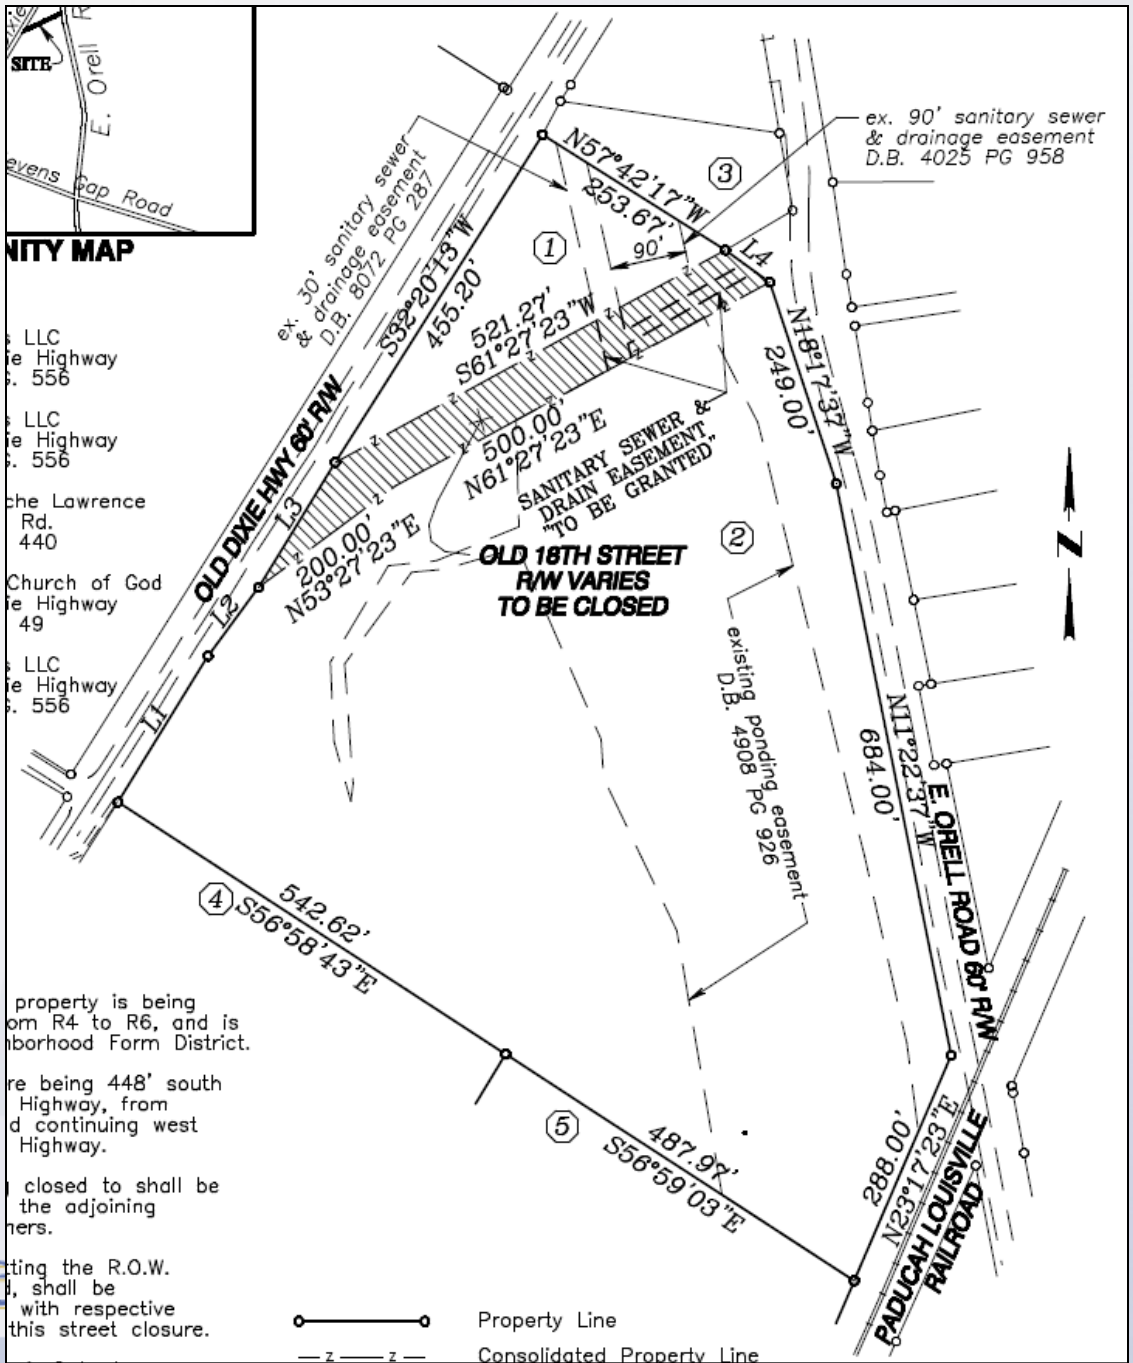 SITE
E. Orell R
evens Gap Road
NITY MAP
LLC
ie Highway
. 556
LLC
ie Highway
. 556
che Lawrence
Rd.
440
Church of God
ie Highway
49
LLC
ie Highway
. 556
property is being
om R4 to R6, and is
borhood Form District.
re being 448' south
Highway, from
d continuing west
Highway.
closed to shall be
the adjoining
ners.
tting the R.O.W.
, shall be
with respective
this street closure.
ex. 30' sanitary sewer
& drainage easement
D.B. 8072 PG 287
ex. 90' sanitary sewer
& drainage easement
D.B. 4025 PG 958
N57°42'17"W
253.67'
3
1
90'
L4
S32°20'13"W
455.20'
521.27'
S61°27'23"W
N18°17'37"W
249.00'
OLD DIXIE HWY 60' R/W
500.00'
N61°27'23"E
SANITARY SEWER &
DRAIN EASEMENT
"TO BE GRANTED"
L3
200.00'
N53°27'23"E
L2
L1
2
OLD 18TH STREET
R/W VARIES
TO BE CLOSED
N
existing ponding easement
D.B. 4908 PG 926
N11°22'37"W
684.00'
E. ORELL ROAD 60' R/W
4
542.62'
S56°58'43"E
5
487.97'
S56°59'03"E
288.00'
N23°17'23"E
PADUCAH LOUISVILLE
RAILROAD
Property Line
z z Consolidated Property Line